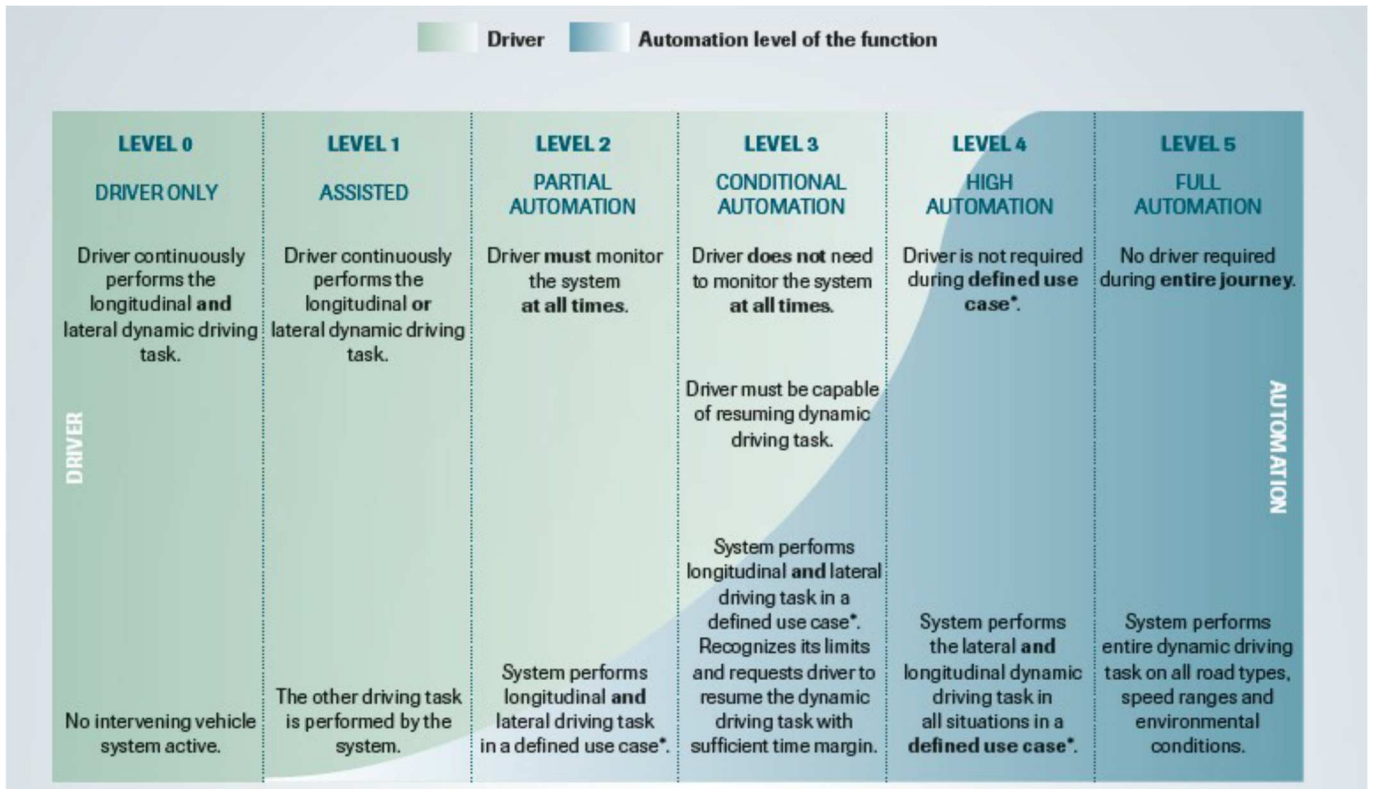 Driver
Automation level of the function
LEVEL 0
DRIVER ONLY
Driver continuously
performs the
longitudinal and
lateral dynamic driving
task.
No intervening vehicle
system active.
LEVEL 1
ASSISTED
Driver continuously
performs the
longitudinal or
lateral dynamic driving
task.
The other driving task
is performed by the
system.
LEVEL 2
PARTIAL
AUTOMATION
Driver must monitor
the system
at all times.
System performs
longitudinal and
lateral driving task
in a defined use case*.
LEVEL 3
CONDITIONAL
AUTOMATION
Driver does not need
to monitor the system
at all times.
Driver must be capable
of resuming dynamic
driving task.
System performs
longitudinal and lateral
driving task in a
defined use case*.
Recognizes its limits
and requests driver to
resume the dynamic
driving task with
sufficient time margin.
LEVEL 4
HIGH
AUTOMATION
Driver is not required
during defined use
case*.
System performs
the lateral and
longitudinal dynamic
driving task in
all situations in a
defined use case*.
LEVEL 5
FULL
AUTOMATION
No driver required
during entire journey.
System performs
entire dynamic driving
task on all road types,
speed ranges and
environmental
conditions.
DRIVER
AUTOMATION